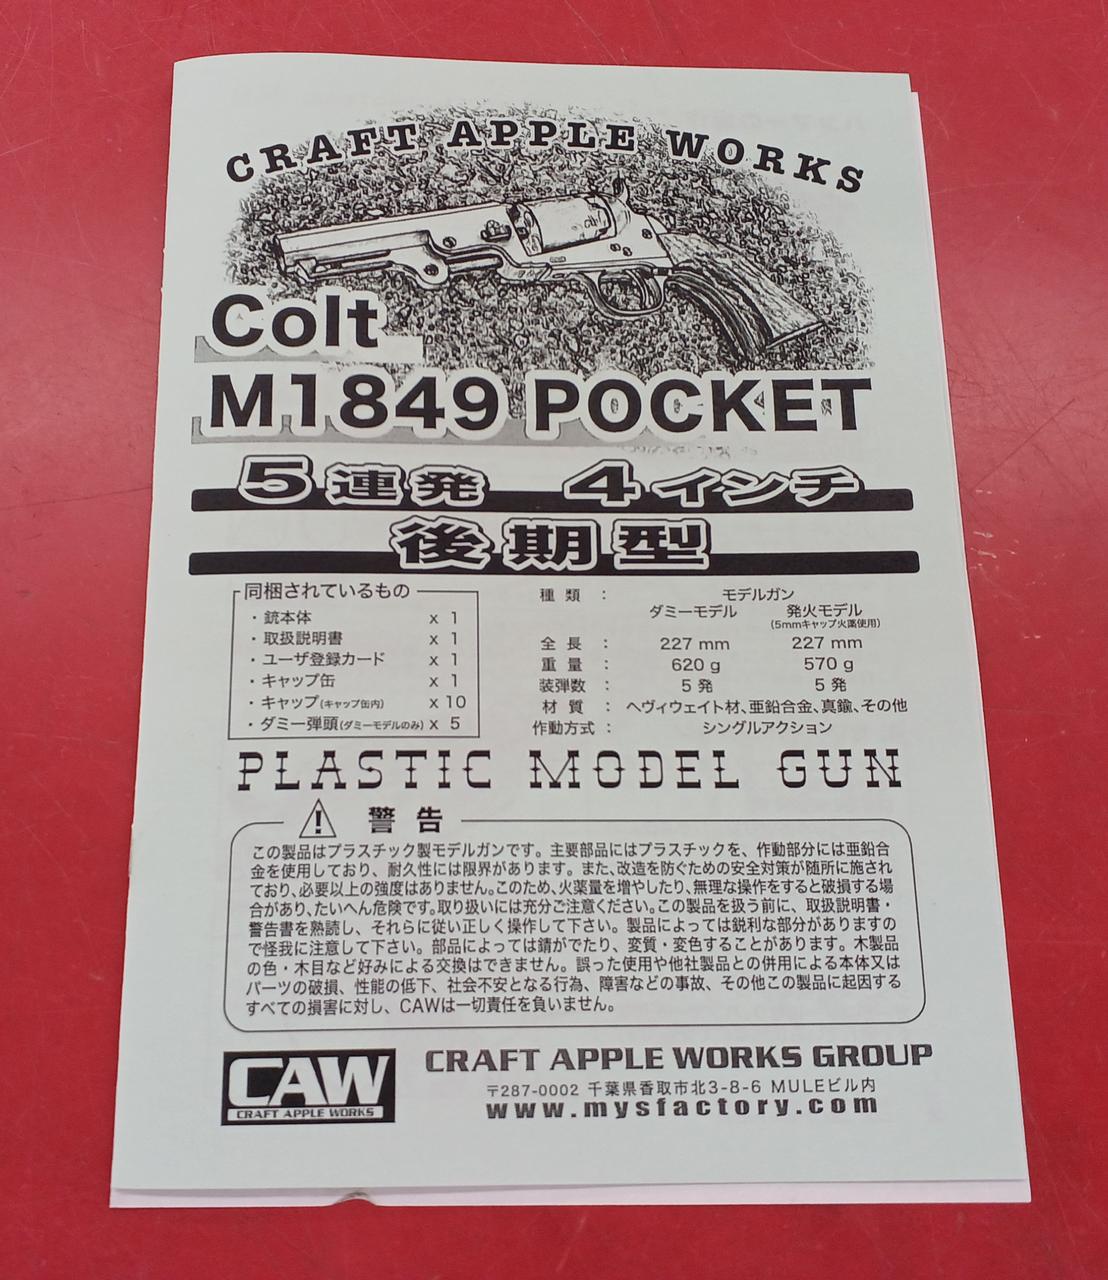 CRAFT APPLE WORKS
Colt
M1849 POCKET
5連発 4インチ
後期型
同梱されているもの
・銃本体 x 1
・取扱説明書 x 1
・ユーザ登録カード x 1
・キャップ缶 x 1
・キャップ(キャップ缶内) x 10
・ダミー弾頭(ダミーモデルのみ) x 5
種類 : モデルガン
ダミーモデル 発火モデル
(5mmキャップ火薬使用)
全長 : 227 mm 227 mm
重量 : 620 g 570 g
装弾数 : 5 発 5 発
材質 : ヘヴィウェイト材、亜鉛合金、真鍮、その他
作動方式 : シングルアクション
PLASTIC MODEL GUN
警告
この製品はプラスチック製モデルガンです。主要部品にはプラスチックを、作動部分には亜鉛合
金を使用しており、耐久性には限界があります。また、改造を防ぐための安全対策が随所に施され
ており、必要以上の強度はありません。このため、火薬量を増やしたり、無理な操作をすると破損する場
合があり、たいへん危険です。取り扱いには充分ご注意ください。この製品を扱う前に、取扱説明書・
警告書を熟読し、それらに従い正しく操作して下さい。製品によっては鋭利な部分がありますの
で怪我に注意して下さい。部品によっては錆がでたり、変質・変色することがあります。木製品
の色・木目など好みによる交換はできません。誤った使用や他社製品との併用による本体又は
パーツの破損、性能の低下、社会不安となる行為、障害などの事故、その他この製品に起因する
すべての損害に対し、CAWは一切責任を負いません。
CAW
CRAFT APPLE WORKS
CRAFT APPLE WORKS GROUP
〒287-0002 千葉県香取市北3-8-6 MULEビル内
www.mysfactory.com